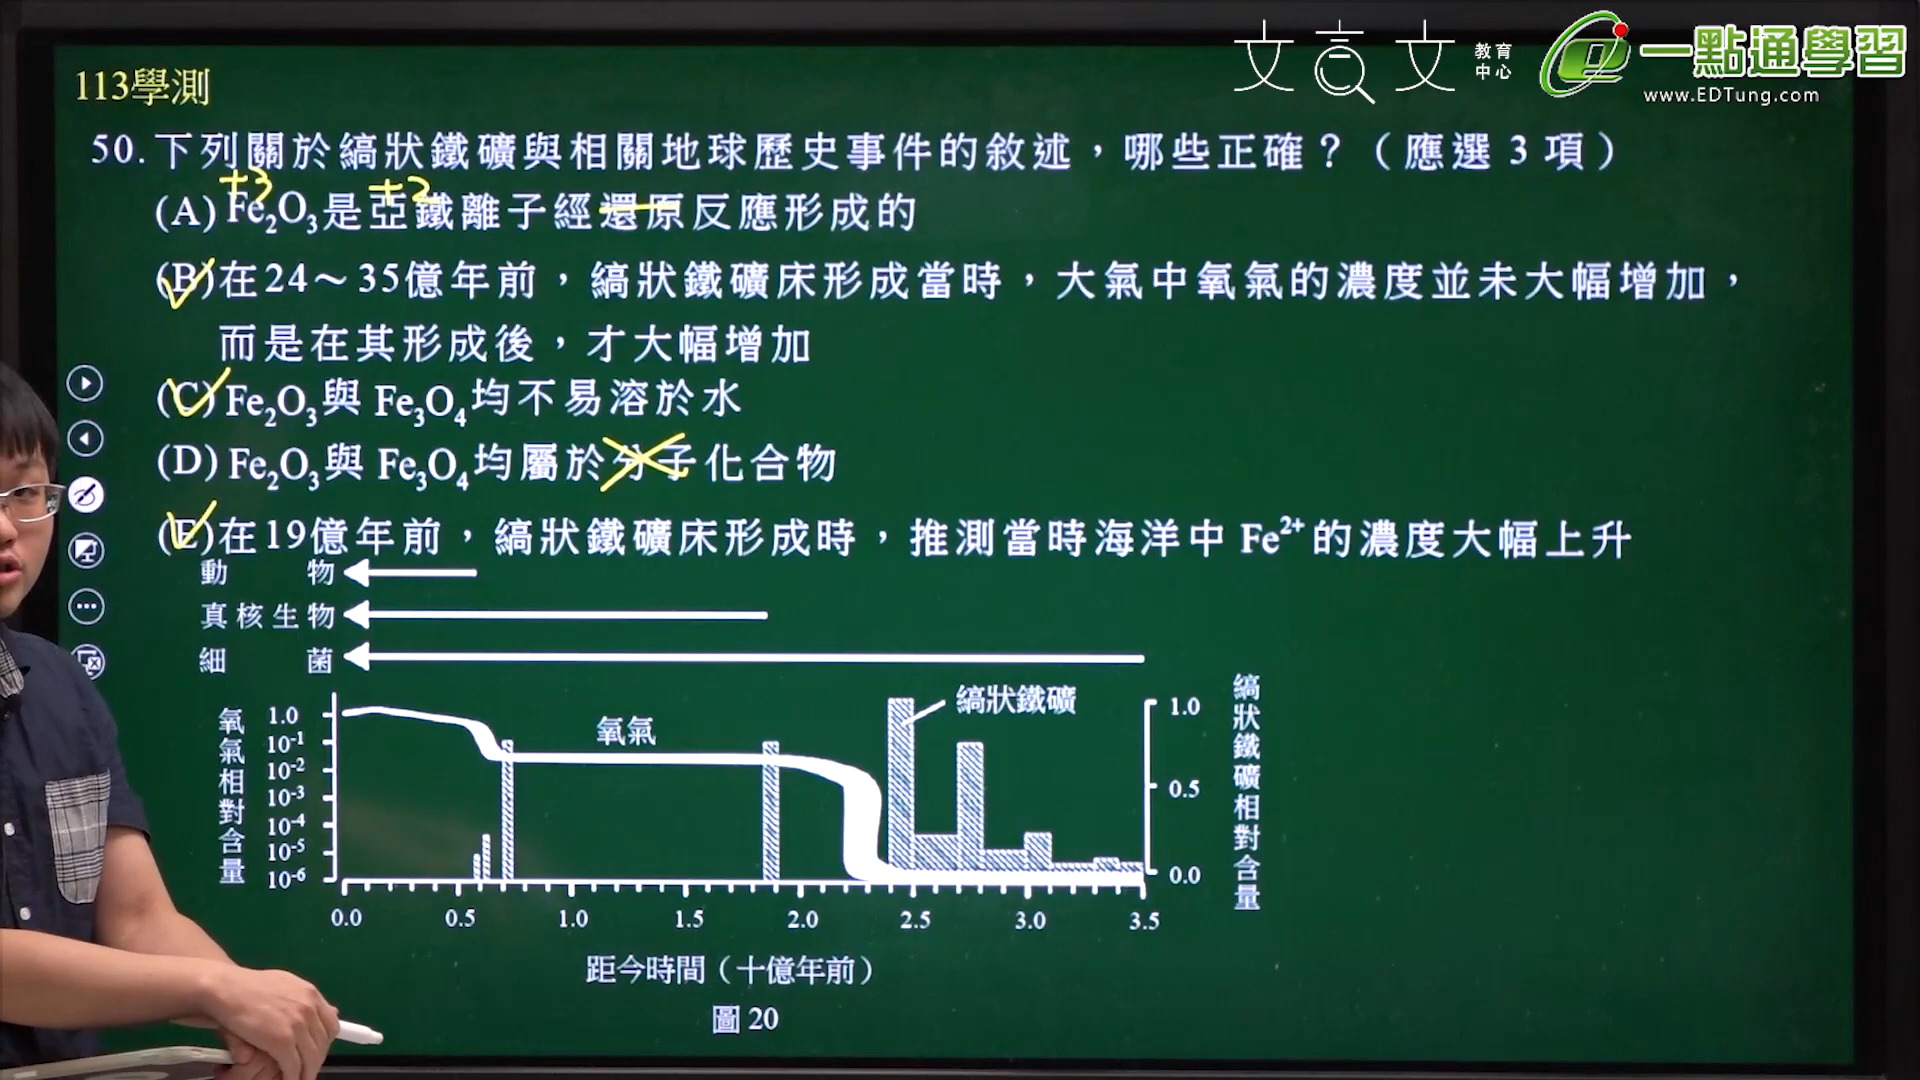 文言文
教育
中心
一點通學習
www.EDTung.com
113學測
50.下列關於縞狀鐵礦與相關地球歷史事件的敘述，哪些正確？（應選3項）
+3 +2
(A) Fe₂O₃是亞鐵離子經還原反應形成的
(B)在24～35億年前，縞狀鐵礦床形成當時，大氣中氧氣的濃度並未大幅增加，
而是在其形成後，才大幅增加
(C) Fe₂O₃與 Fe₃O₄均不易溶於水
(D) Fe₂O₃與 Fe₃O₄均屬於分子化合物
(E)在19億年前，縞狀鐵礦床形成時，推測當時海洋中 Fe²⁺的濃度大幅上升
動物
真核生物
細菌
氧氣相對含量
1.0
10⁻¹
10⁻²
10⁻³
10⁻⁴
10⁻⁵
10⁻⁶
氧氣
縞狀鐵礦
1.0
0.5
0.0
縞狀鐵礦相對含量
0.0 0.5 1.0 1.5 2.0 2.5 3.0 3.5
距今時間（十億年前）
圖 20